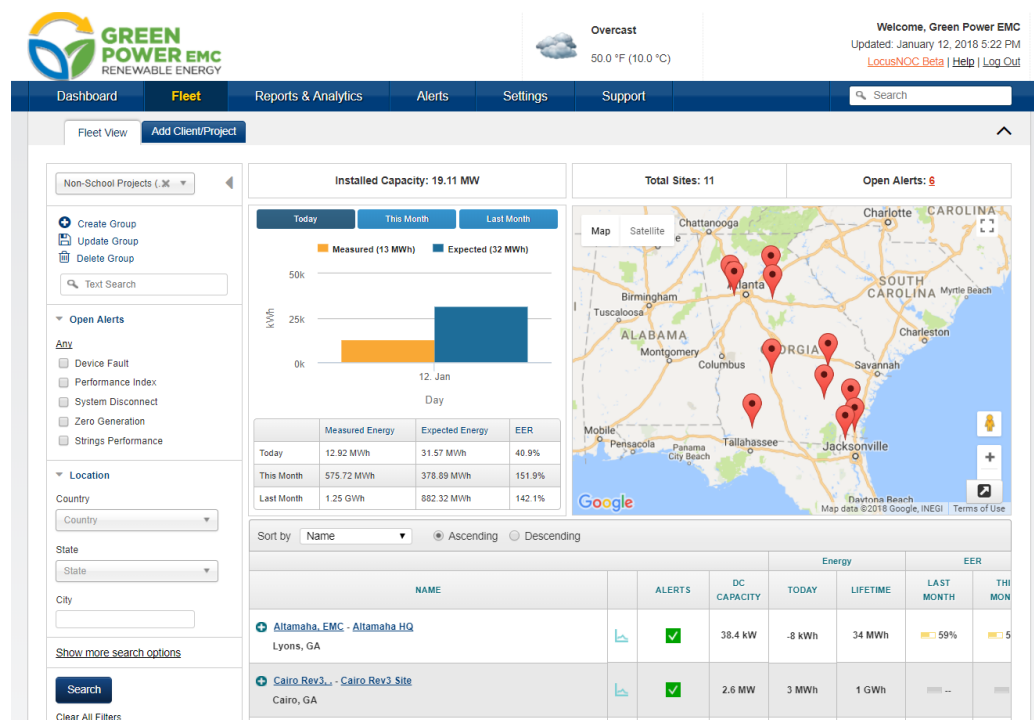 GREEN
POWER EMC
RENEWABLE ENERGY
Overcast
50.0 °F (10.0 °C)
Welcome, Green Power EMC
Updated: January 12, 2018 5:22 PM
LocusNOC Beta | Help | Log Out
Dashboard Fleet Reports & Analytics Alerts Settings Support Search
Fleet View Add Client/Project
Non-School Projects (.
Installed Capacity: 19.11 MW
Total Sites: 11
Open Alerts: 6
Create Group
Update Group
Delete Group
Text Search
Open Alerts
Any
Device Fault
Performance Index
System Disconnect
Zero Generation
Strings Performance
Location
Country
Country
State
State
City
Show more search options
Search
Clear All Filters
Today This Month Last Month
Measured (13 MWh) Expected (32 MWh)
50k
25k
0k
kWh
12. Jan
Day
Measured Energy Expected Energy EER
Today 12.92 MWh 31.57 MWh 40.9%
This Month 575.72 MWh 378.89 MWh 151.9%
Last Month 1.25 GWh 882.32 MWh 142.1%
Map Satellite
Chattanooga
Charlotte
CAROLINA
Birmingham
SOUTH
CAROLINA
Myrtle Beach
Tuscaloosa
ALABAMA
Charleston
Montgomery
Columbus
Savannah
Mobile
Pensacola
Panama
City Beach
Tallahassee
Jacksonville
Daytona Beach
Google
Map data ©2018 Google, INEGI Terms of Use
Sort by Name Ascending Descending
Energy EER
NAME ALERTS DC CAPACITY TODAY LIFETIME LAST MONTH
Altamaha, EMC - Altamaha HQ
Lyons, GA
38.4 kW -8 kWh 34 MWh 59% 5
Cairo Rev3, , - Cairo Rev3 Site
Cairo, GA
2.6 MW 3 MWh 1 GWh --